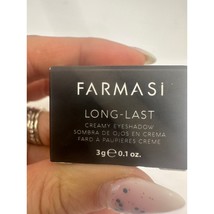 FARMASi
LONG-LAST
CREAMY EYESHADOW
SOMBRA DE OJOS EN CREMA
FARD À PAUPIÈRES CRÈME
3g ℮ 0.1 oz.